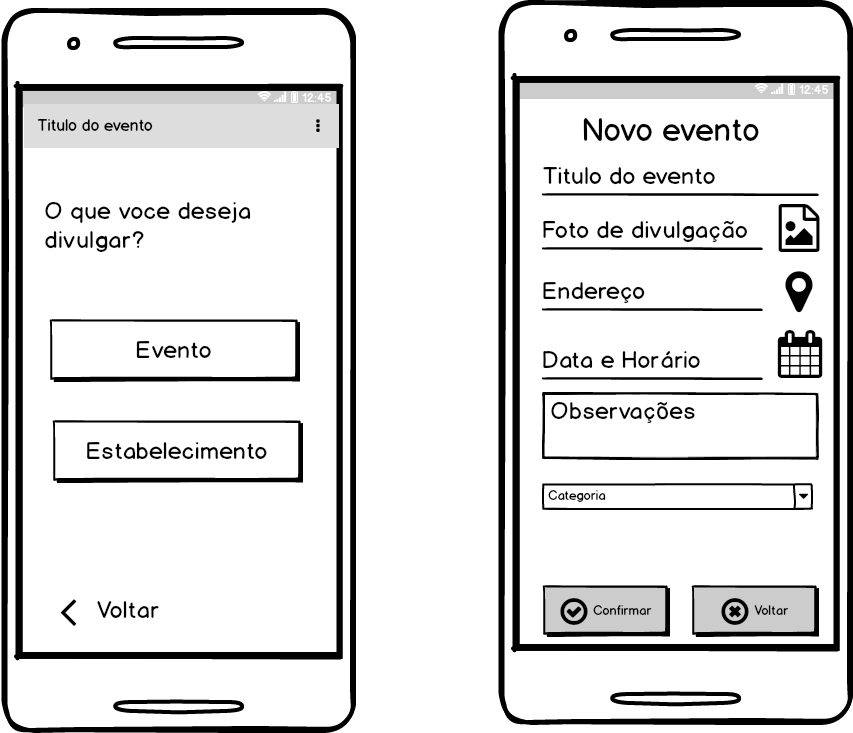 12:45
Titulo do evento
O que voce deseja
divulgar?
Evento
Estabelecimento
Voltar
12:45
Novo evento
Titulo do evento
Foto de divulgação
Endereço
Data e Horário
Observações
Categoria
Confirmar
Voltar